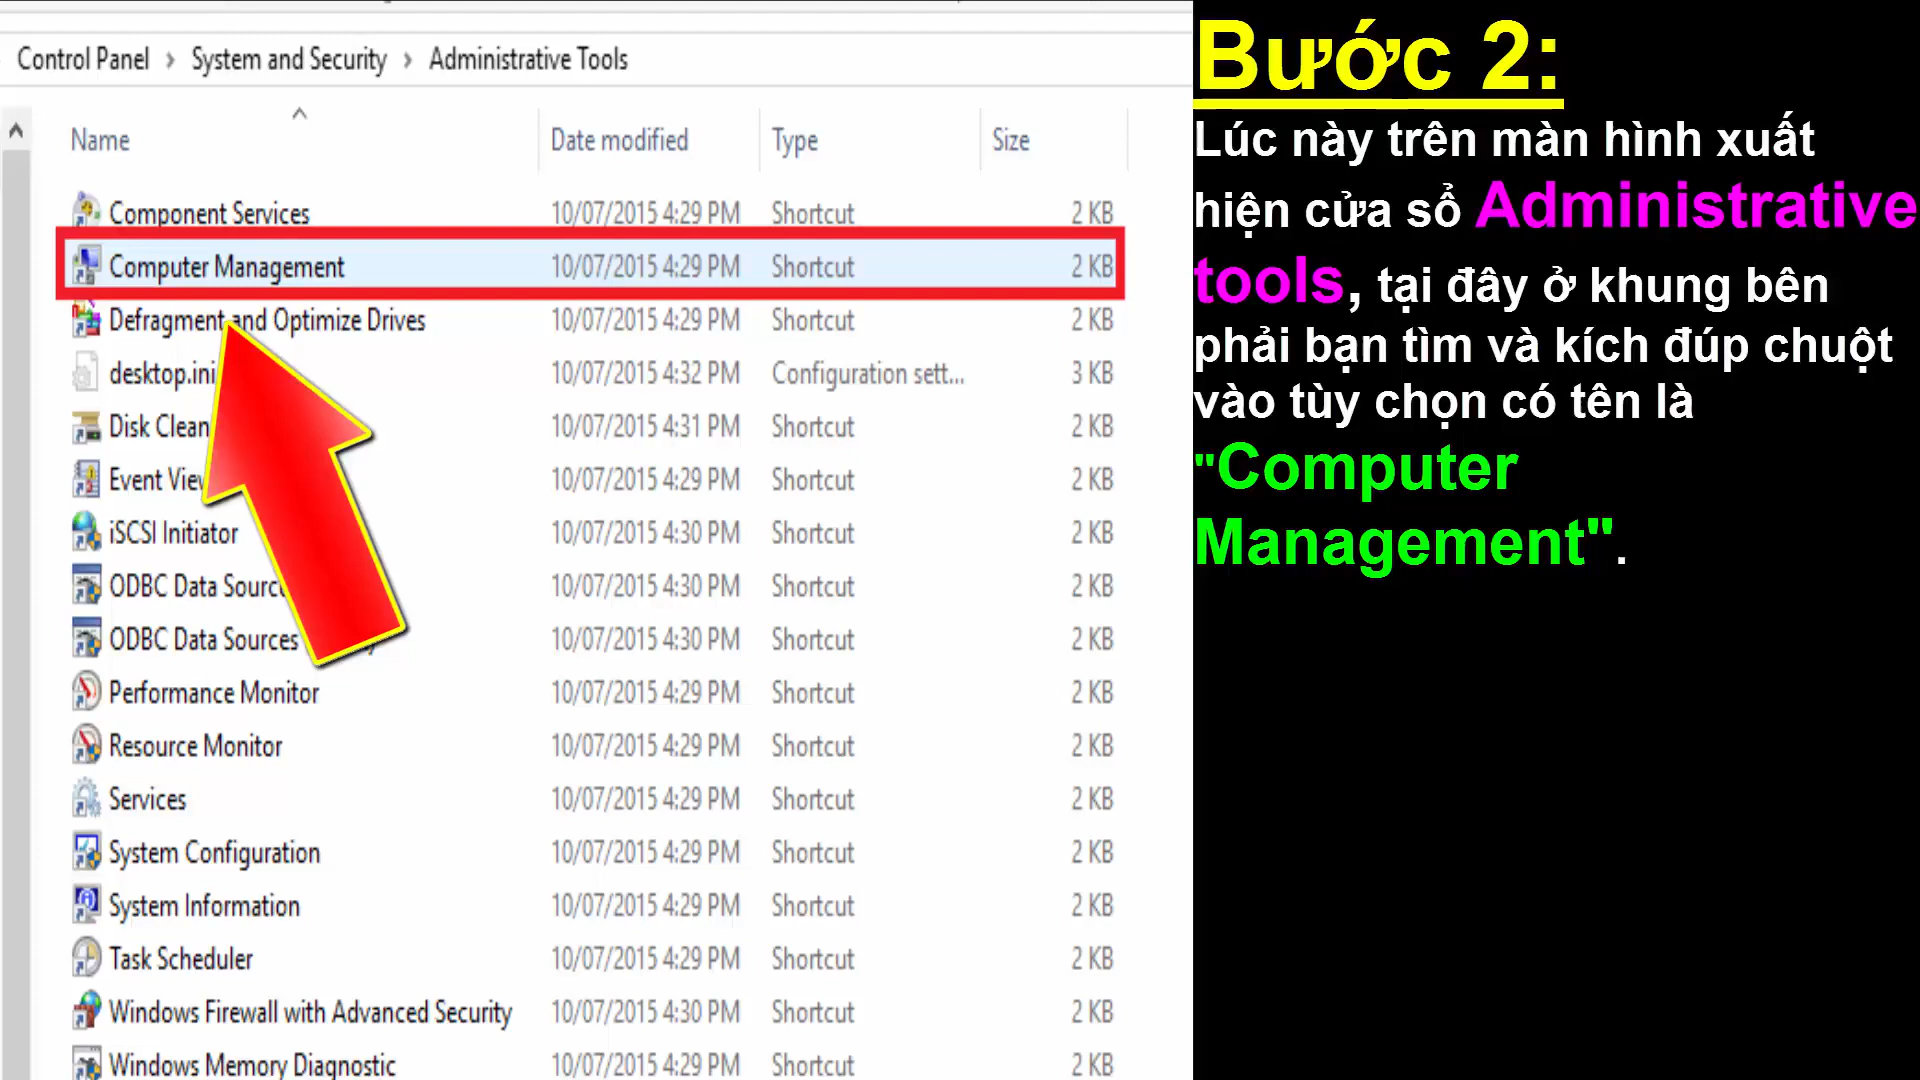 Control Panel › System and Security › Administrative Tools
Name Date modified Type Size
Component Services 10/07/2015 4:29 PM Shortcut 2 KB
Computer Management 10/07/2015 4:29 PM Shortcut 2 KB
Defragment and Optimize Drives 10/07/2015 4:29 PM Shortcut 2 KB
desktop.ini 10/07/2015 4:32 PM Configuration sett... 3 KB
Disk Clean 10/07/2015 4:31 PM Shortcut 2 KB
Event 10/07/2015 4:29 PM Shortcut 2 KB
iSCSI Initiator 10/07/2015 4:30 PM Shortcut 2 KB
ODBC Data 10/07/2015 4:30 PM Shortcut 2 KB
ODBC Data Sources 10/07/2015 4:30 PM Shortcut 2 KB
Performance Monitor 10/07/2015 4:29 PM Shortcut 2 KB
Resource Monitor 10/07/2015 4:29 PM Shortcut 2 KB
Services 10/07/2015 4:29 PM Shortcut 2 KB
System Configuration 10/07/2015 4:29 PM Shortcut 2 KB
System Information 10/07/2015 4:29 PM Shortcut 2 KB
Task Scheduler 10/07/2015 4:29 PM Shortcut 2 KB
Windows Firewall with Advanced Security 10/07/2015 4:30 PM Shortcut 2 KB
Windows Memory Diagnostic 10/07/2015 4:29 PM Shortcut 2 KB
Bước 2:
Lúc này trên màn hình xuất
hiện cửa sổ Administrative
tools, tại đây ở khung bên
phải bạn tìm và kích đúp chuột
vào tùy chọn có tên là
"Computer
Management".